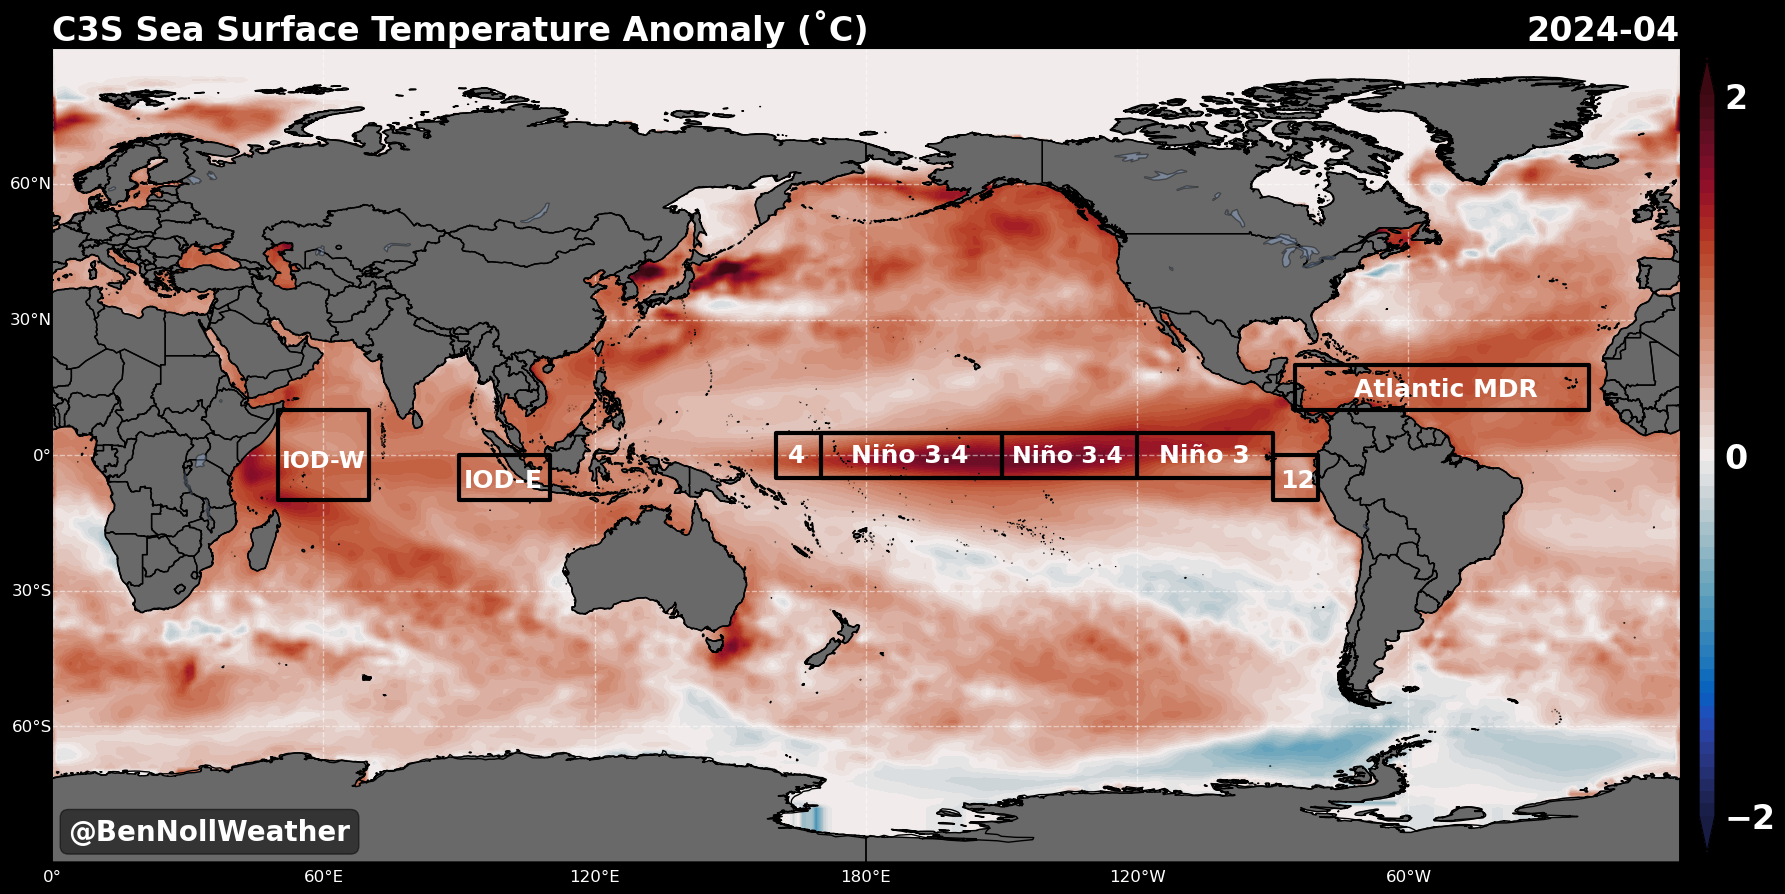 C3S Sea Surface Temperature Anomaly (˚C)
2024-04
2
0
−2
60°N
30°N
0°
30°S
60°S
IOD-W
IOD-E
4
Niño 3.4
Niño 3.4
Niño 3
12
Atlantic MDR
@BenNollWeather
0°
60°E
120°E
180°E
120°W
60°W